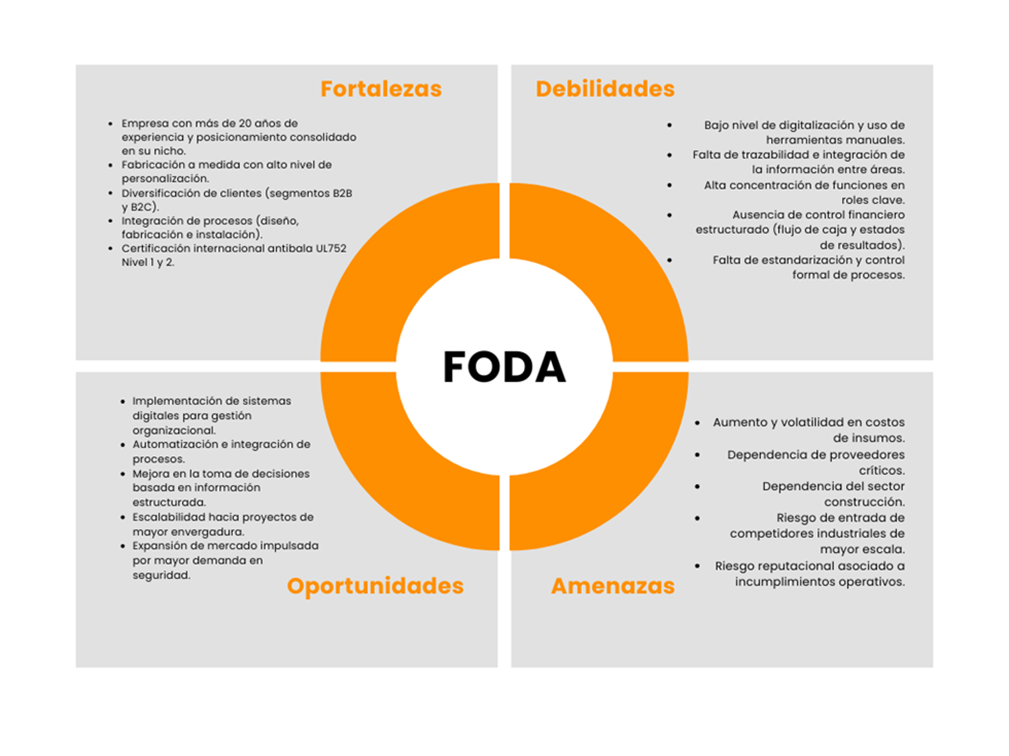 Fortalezas
• Empresa con más de 20 años de
experiencia y posicionamiento consolidado
en su nicho.
• Fabricación a medida con alto nivel de
personalización.
• Diversificación de clientes (segmentos B2B
y B2C).
• Integración de procesos (diseño,
fabricación e instalación).
• Certificación internacional antibala UL752
Nivel 1 y 2.
Debilidades
• Bajo nivel de digitalización y uso de
herramientas manuales.
• Falta de trazabilidad e integración de
la información entre áreas.
• Alta concentración de funciones en
roles clave.
• Ausencia de control financiero
estructurado (flujo de caja y estados
de resultados).
• Falta de estandarización y control
formal de procesos.
FODA
• Implementación de sistemas
digitales para gestión
organizacional.
• Automatización e integración de
procesos.
• Mejora en la toma de decisiones
basada en información
estructurada.
• Escalabilidad hacia proyectos de
mayor envergadura.
• Expansión de mercado impulsada
por mayor demanda en
seguridad.
Oportunidades
• Aumento y volatilidad en costos
de insumos.
• Dependencia de proveedores
críticos.
• Dependencia del sector
construcción.
• Riesgo de entrada de
competidores industriales de
mayor escala.
• Riesgo reputacional asociado a
incumplimientos operativos.
Amenazas